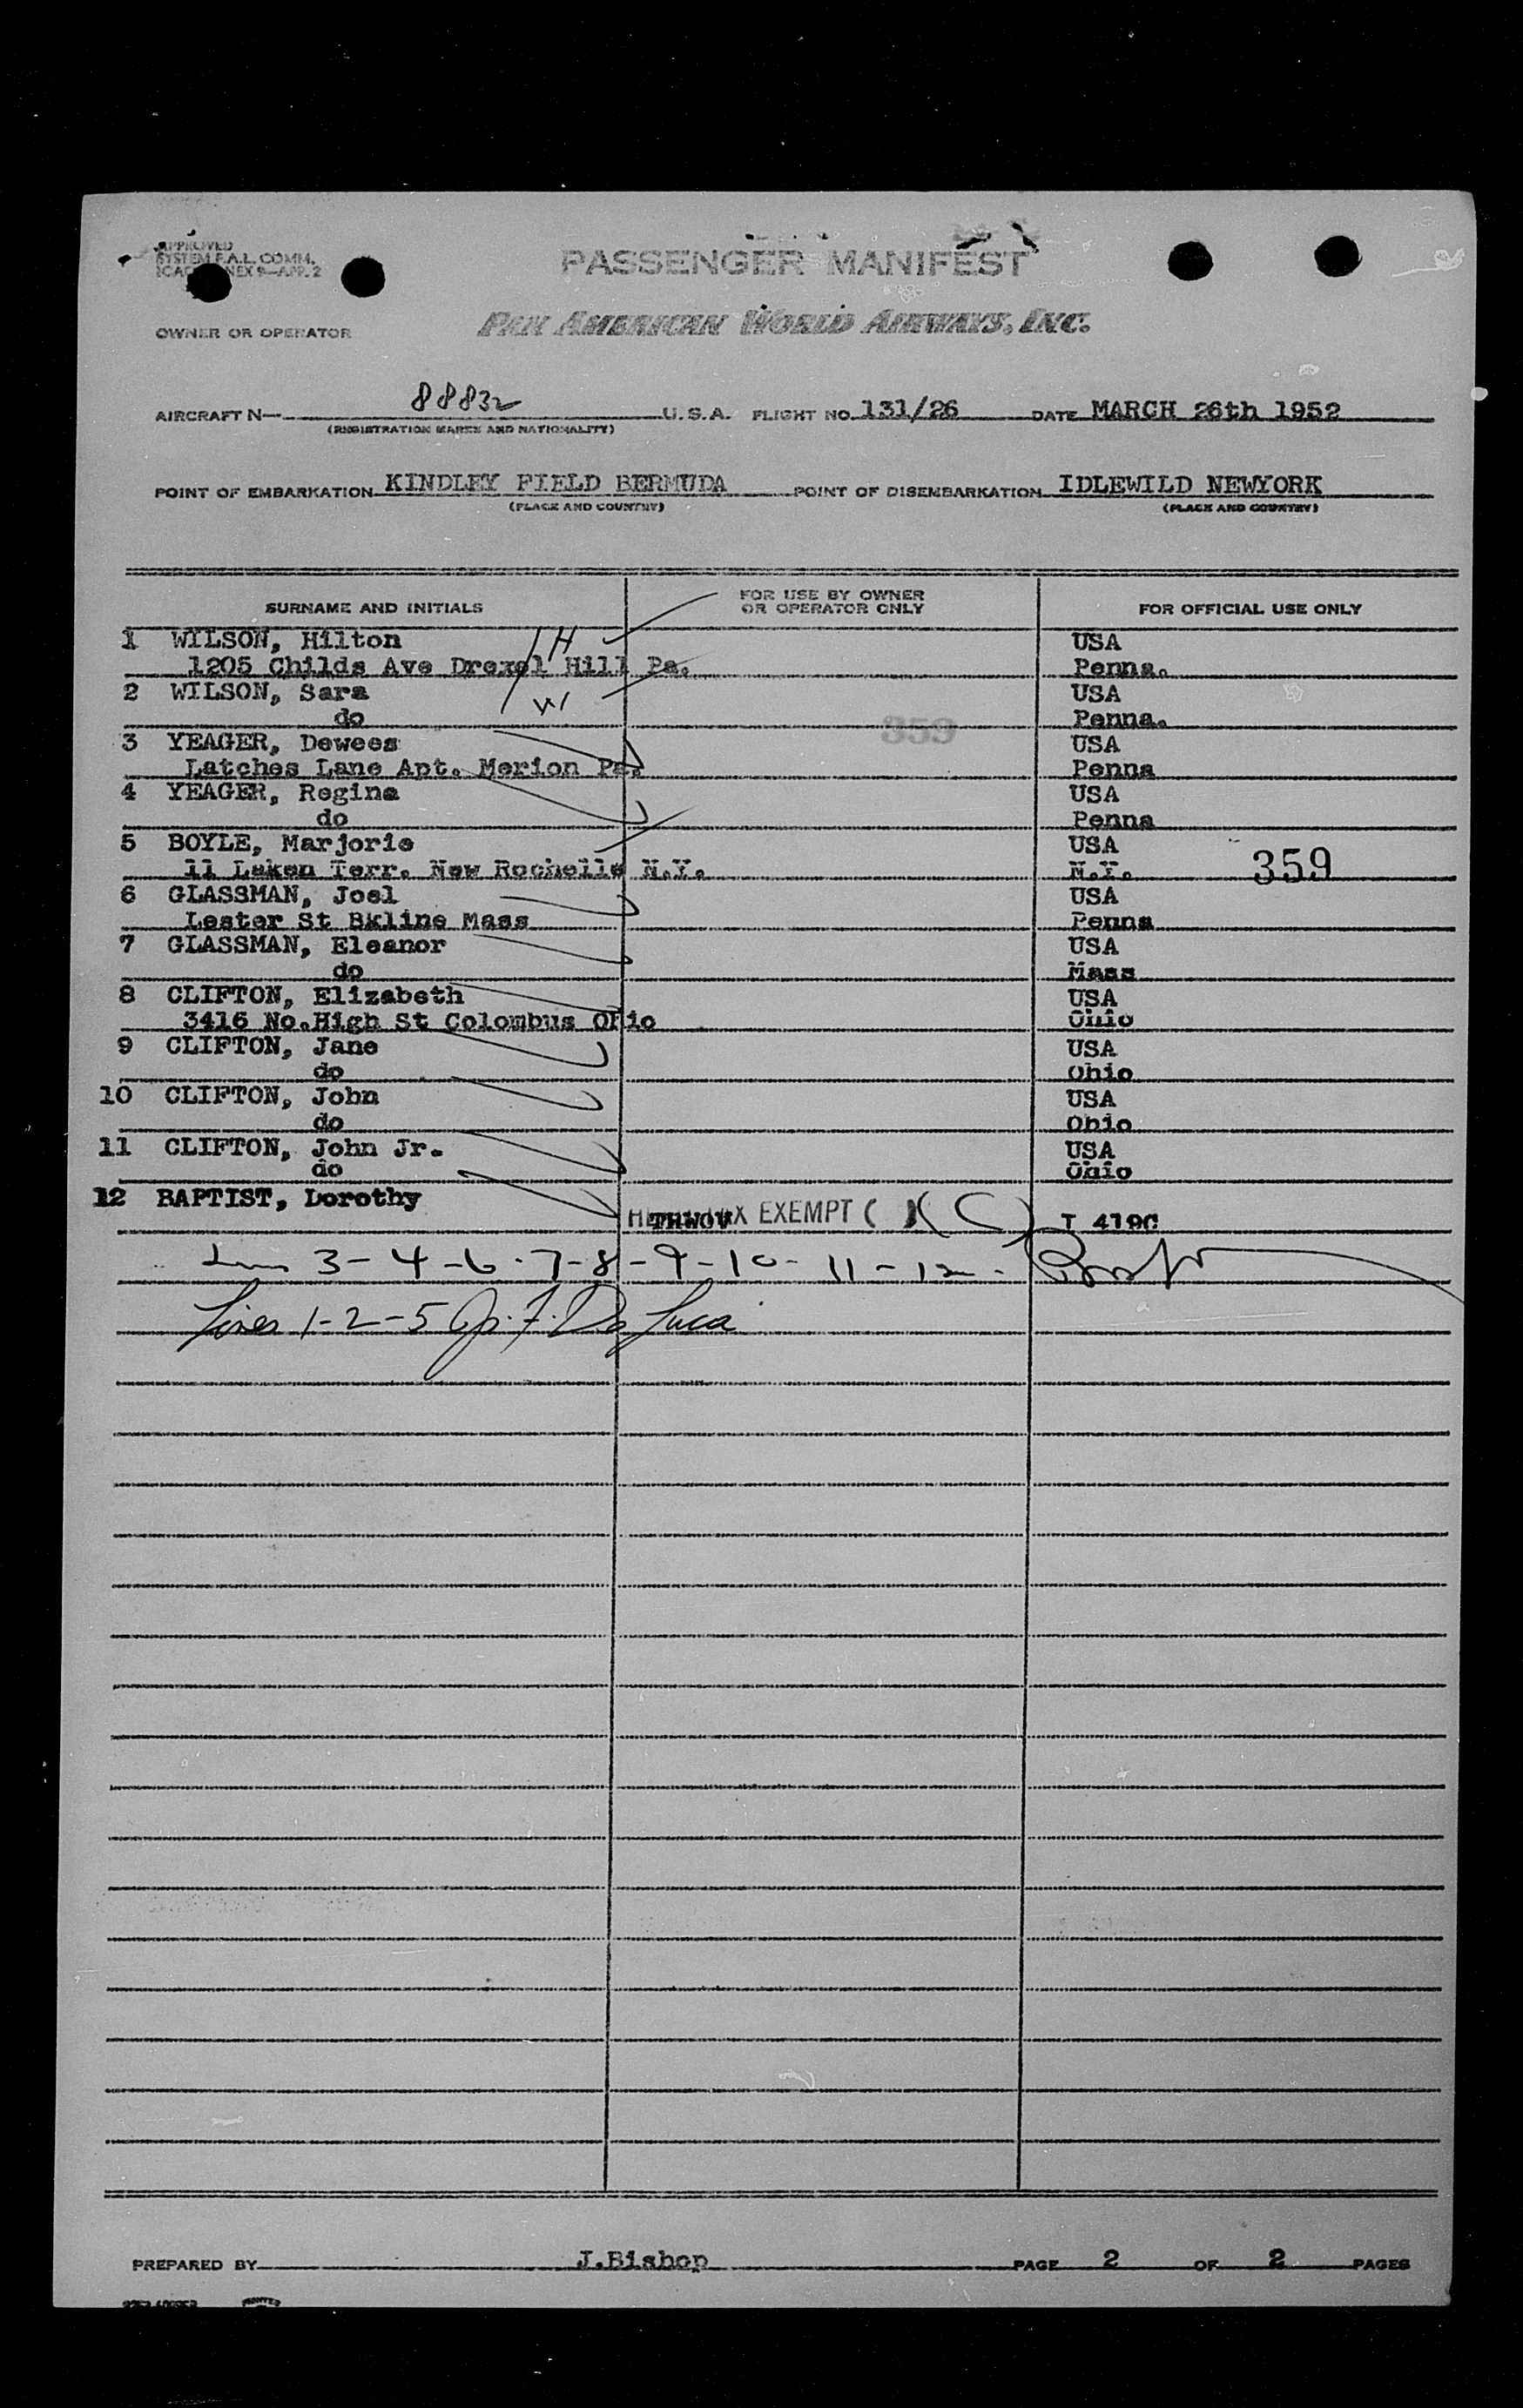 APPROVED
SYSTEM F.A.L. COMM.
ICAO ANNEX 9—APP. 2
PASSENGER MANIFEST
OWNER OR OPERATOR PAN AMERICAN WORLD AIRWAYS, INC.
AIRCRAFT N— 88832 U.S.A. FLIGHT NO. 131/26 DATE MARCH 26th 1952
(REGISTRATION MARKS AND NATIONALITY)
POINT OF EMBARKATION KINDLEY FIELD BERMUDA POINT OF DISEMBARKATION IDLEWILD NEWYORK
(PLACE AND COUNTRY) (PLACE AND COUNTRY)
SURNAME AND INITIALS FOR USE BY OWNER OR OPERATOR ONLY FOR OFFICIAL USE ONLY
1 WILSON, Hilton H USA
1205 Childs Ave Drexel Hill Pa. Penna.
2 WILSON, Sara W USA
do Penna.
359
3 YEAGER, Dewees USA
Latches Lane Apt. Merion Pa. Penna
4 YEAGER, Regina USA
do Penna
5 BOYLE, Marjorie USA
11 Laken Terr. New Rochelle N.Y. N.Y. 359
6 GLASSMAN, Joel USA
Lester St Bkline Mass Penna
7 GLASSMAN, Eleanor USA
do Mass
8 CLIFTON, Elizabeth USA
3416 No.High St Colombus Ohio Ohio
9 CLIFTON, Jane USA
do Ohio
10 CLIFTON, John USA
do Ohio
11 CLIFTON, John Jr. USA
do Ohio
12 BAPTIST, Dorothy
TAX EXEMPT ( ) ( C ) T 419C
3-4-6-7-8-9-10-11-12-
Lines 1-2-5 De Luca
PREPARED BY J.Bishop PAGE 2 OF 2 PAGES